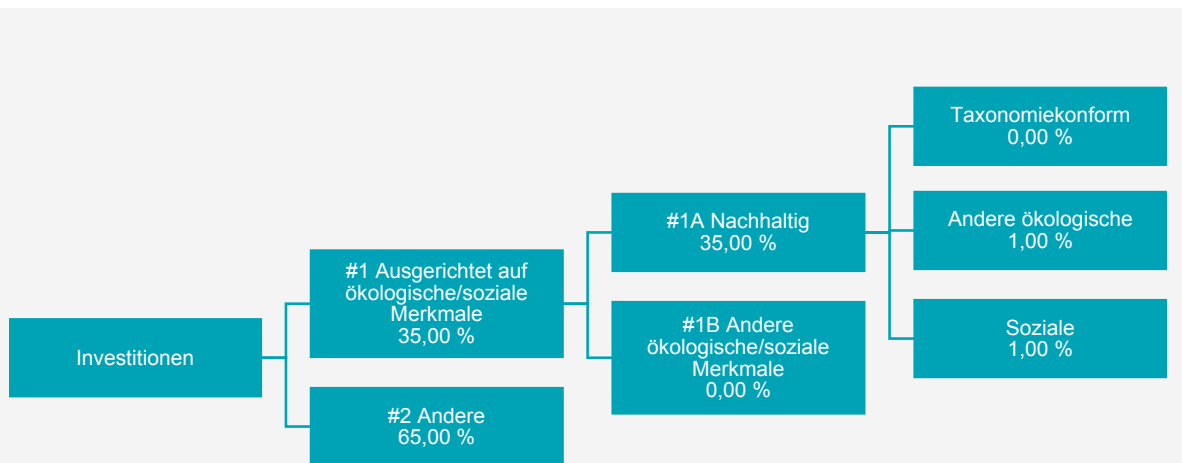 Investitionen
#1 Ausgerichtet auf
ökologische/soziale
Merkmale
35,00 %
#2 Andere
65,00 %
#1A Nachhaltig
35,00 %
#1B Andere
ökologische/soziale
Merkmale
0,00 %
Taxonomiekonform
0,00 %
Andere ökologische
1,00 %
Soziale
1,00 %